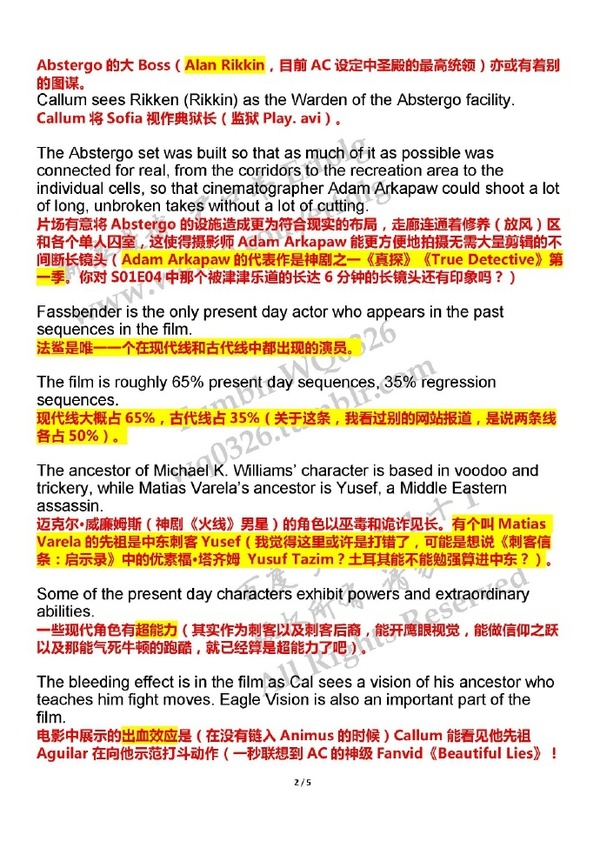 Abstergo 的大 Boss（Alan Rikkin，目前 AC 设定中圣殿的最高统领）亦或有着别
的图谋。
Callum sees Rikken (Rikkin) as the Warden of the Abstergo facility.
Callum 将 Sofia 视作典狱长（监狱 Play. avi）。
The Abstergo set was built so that as much of it as possible was
connected for real, from the corridors to the recreation area to the
individual cells, so that cinematographer Adam Arkapaw could shoot a lot
of long, unbroken takes without a lot of cutting.
片场有意将 Abstergo 的设施造成更为符合现实的布局，走廊连通着修养（放风）区
和各个单人囚室，这使得摄影师 Adam Arkapaw 能更方便地拍摄无需大量剪辑的不
间断长镜头（Adam Arkapaw 的代表作是神剧之一《真探》《True Detective》第
一季。你对 S01E04 中那个被津津乐道的长达 6 分钟的长镜头还有印象吗？）
Fassbender is the only present day actor who appears in the past
sequences in the film.
法鲨是唯一一个在现代线和古代线中都出现的演员。
The film is roughly 65% present day sequences, 35% regression
sequences.
现代线大概占 65%，古代线占 35%（关于这条，我看过别的网站报道，是说两条线
各占 50%）。
The ancestor of Michael K. Williams' character is based in voodoo and
trickery, while Matias Varela's ancestor is Yusef, a Middle Eastern
assassin.
迈克尔·威廉姆斯（神剧《火线》男星）的角色以巫毒和诡诈见长。有个叫 Matias
Varela 的先祖是中东刺客 Yusef（我觉得这里或许是打错了，可能是想说《刺客信
条：启示录》中的优素福·塔齐姆 Yusuf Tazim？土耳其能不能勉强算进中东？）。
Some of the present day characters exhibit powers and extraordinary
abilities.
一些现代角色有超能力（其实作为刺客以及刺客后裔，能开鹰眼视觉，能做信仰之跃
以及那能气死牛顿的跑酷，就已经算是超能力了吧）。
The bleeding effect is in the film as Cal sees a vision of his ancestor who
teaches him fight moves. Eagle Vision is also an important part of the
film.
电影中展示的出血效应是（在没有链入 Animus 的时候）Callum 能看见他先祖
Aguilar 在向他示范打斗动作（一秒联想到 AC 的神级 Fanvid《Beautiful Lies》！
Tumblr WQ0326
wq0326.tumblr.com
All Rights Reserved
2 / 5